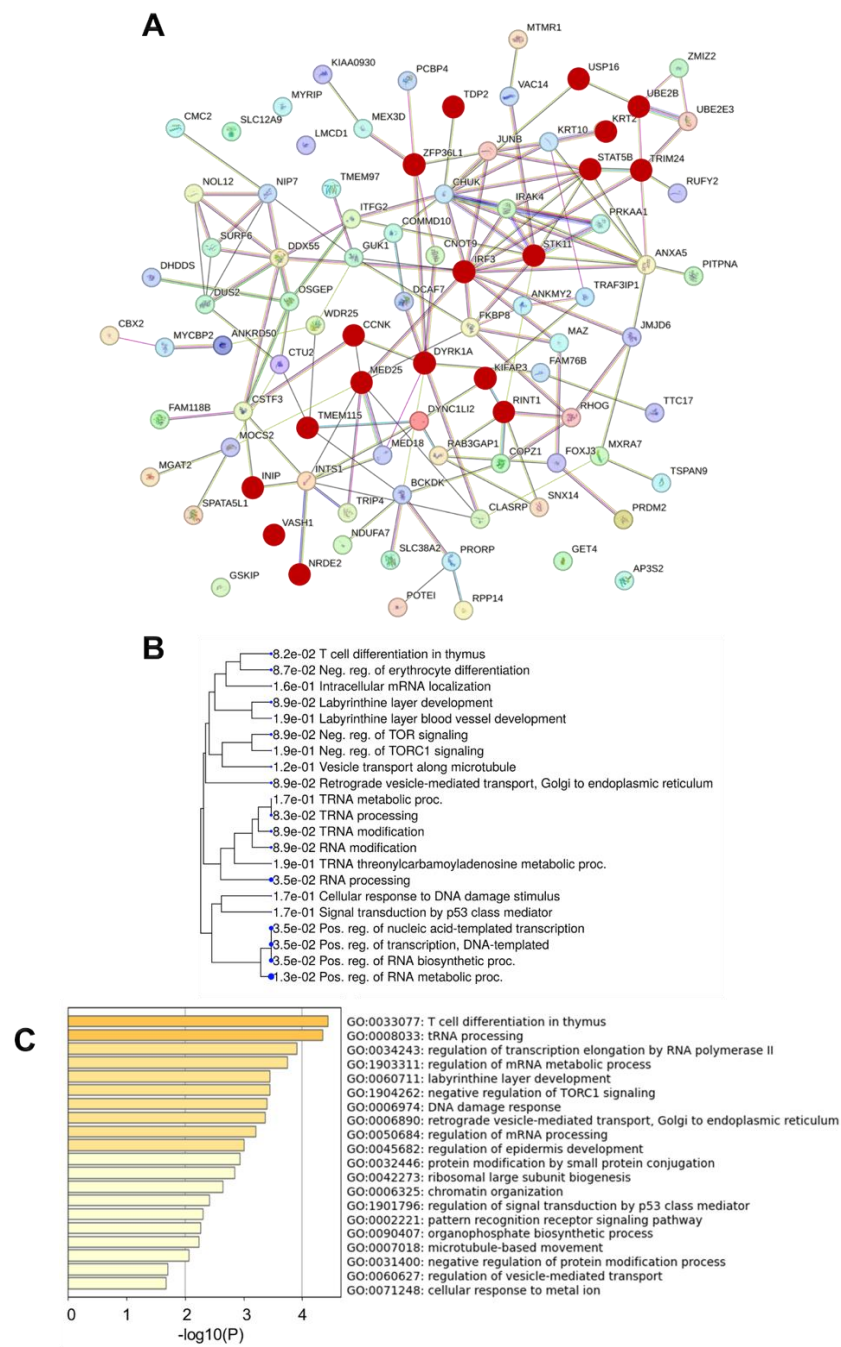 A
MTMR1
KIAA0930
PCBP4
USP16
ZMIZ2
MYRIP
TDP2
VAC14
UBE2B
CMC2
SLC12A9
MEX3D
UBE2E3
LMCD1
JUNB
KRT10
KRT2
ZFP36L1
STAT5B
TRIM24
NOL12
NIP7
TMEM97
CHUK
IRAK4
RUFY2
ITFG2
PRKAA1
SURF6
COMMD10
DDX55
GUK1
CNOT9
STK11
IRF3
ANXA5
PITPNA
DHDDS
OSGEP
DUS2
DCAF7
ANKMY2
TRAF3IP1
WDR25
FKBP8
CBX2
MYCBP2
ANKRD50
CCNK
MAZ
JMJD6
CTU2
DYRK1A
KIFAP3
FAM76B
MED25
CSTF3
RINT1
TTC17
FAM118B
TMEM115
DYNC1LI2
RHOG
MOCS2
MED18
RAB3GAP1
COPZ1
FOXJ3
MXRA7
MGAT2
INIP
INTS1
TSPAN9
SPATA5L1
BCKDK
SNX14
TRIP4
CLASRP
PRDM2
VASH1
NDUFA7
SLC38A2
PRORP
GET4
NRDE2
AP3S2
GSKIP
POTEI
RPP14
B
8.2e-02 T cell differentiation in thymus
8.7e-02 Neg. reg. of erythrocyte differentiation
1.6e-01 Intracellular mRNA localization
8.9e-02 Labyrinthine layer development
1.9e-01 Labyrinthine layer blood vessel development
8.9e-02 Neg. reg. of TOR signaling
1.9e-01 Neg. reg. of TORC1 signaling
1.2e-01 Vesicle transport along microtubule
8.9e-02 Retrograde vesicle-mediated transport, Golgi to endoplasmic reticulum
1.7e-01 TRNA metabolic proc.
8.3e-02 TRNA processing
8.9e-02 TRNA modification
8.9e-02 RNA modification
1.9e-01 TRNA threonylcarbamoyladenosine metabolic proc.
3.5e-02 RNA processing
1.7e-01 Cellular response to DNA damage stimulus
1.7e-01 Signal transduction by p53 class mediator
3.5e-02 Pos. reg. of nucleic acid-templated transcription
3.5e-02 Pos. reg. of transcription, DNA-templated
3.5e-02 Pos. reg. of RNA biosynthetic proc.
1.3e-02 Pos. reg. of RNA metabolic proc.
C
GO:0033077: T cell differentiation in thymus
GO:0008033: tRNA processing
GO:0034243: regulation of transcription elongation by RNA polymerase II
GO:1903311: regulation of mRNA metabolic process
GO:0060711: labyrinthine layer development
GO:1904262: negative regulation of TORC1 signaling
GO:0006974: DNA damage response
GO:0006890: retrograde vesicle-mediated transport, Golgi to endoplasmic reticulum
GO:0050684: regulation of mRNA processing
GO:0045682: regulation of epidermis development
GO:0032446: protein modification by small protein conjugation
GO:0042273: ribosomal large subunit biogenesis
GO:0006325: chromatin organization
GO:1901796: regulation of signal transduction by p53 class mediator
GO:0002221: pattern recognition receptor signaling pathway
GO:0090407: organophosphate biosynthetic process
GO:0007018: microtubule-based movement
GO:0031400: negative regulation of protein modification process
GO:0060627: regulation of vesicle-mediated transport
GO:0071248: cellular response to metal ion
0 1 2 3 4
-log10(P)